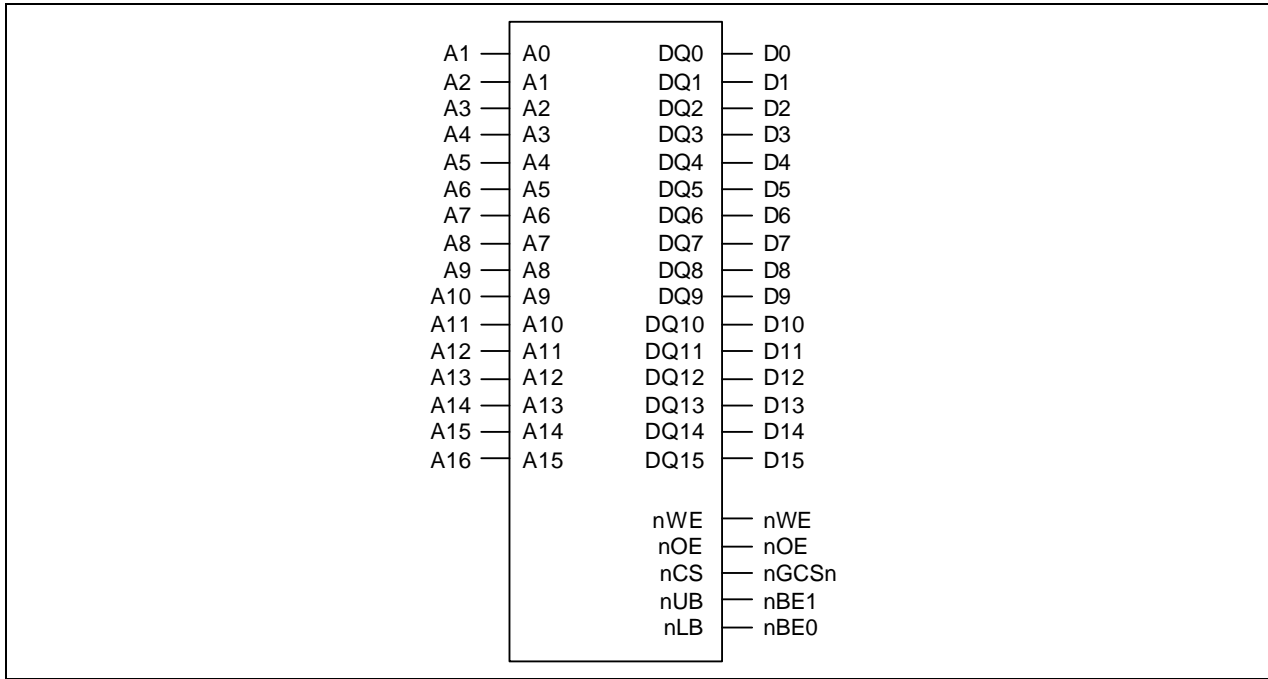 A1 A0 DQ0 D0
A2 A1 DQ1 D1
A3 A2 DQ2 D2
A4 A3 DQ3 D3
A5 A4 DQ4 D4
A6 A5 DQ5 D5
A7 A6 DQ6 D6
A8 A7 DQ7 D7
A9 A8 DQ8 D8
A10 A9 DQ9 D9
A11 A10 DQ10 D10
A12 A11 DQ11 D11
A13 A12 DQ12 D12
A14 A13 DQ13 D13
A15 A14 DQ14 D14
A16 A15 DQ15 D15
nWE nWE
nOE nOE
nCS nGCSn
nUB nBE1
nLB nBE0